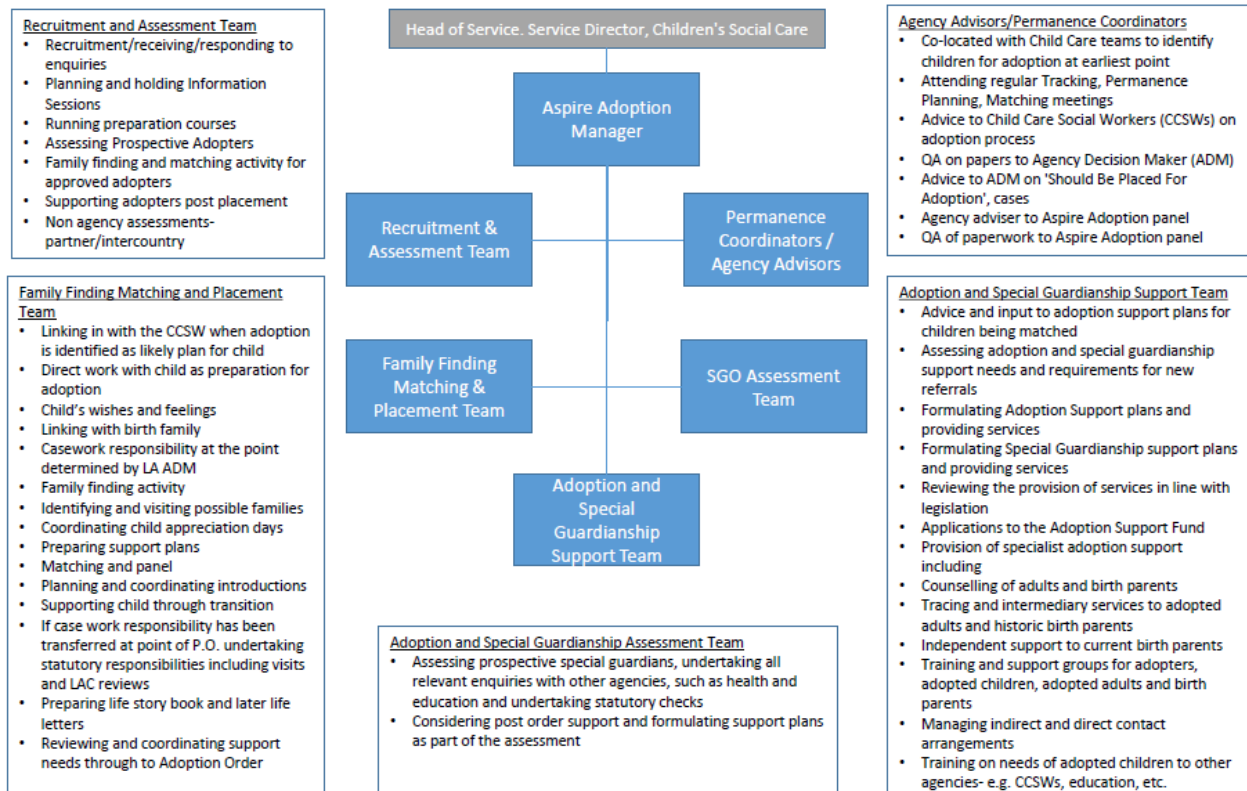 Recruitment and Assessment Team
• Recruitment/receiving/responding to
enquiries
• Planning and holding Information
Sessions
• Running preparation courses
• Assessing Prospective Adopters
• Family finding and matching activity for
approved adopters
• Supporting adopters post placement
• Non agency assessments-
partner/intercountry
Family Finding Matching and Placement
Team
• Linking in with the CCSW when adoption
is identified as likely plan for child
• Direct work with child as preparation for
adoption
• Child's wishes and feelings
• Linking with birth family
• Casework responsibility at the point
determined by LA ADM
• Family finding activity
• Identifying and visiting possible families
• Coordinating child appreciation days
• Preparing support plans
• Matching and panel
• Planning and coordinating introductions
• Supporting child through transition
• If case work responsibility has been
transferred at point of P.O. undertaking
statutory responsibilities including visits
and LAC reviews
• Preparing life story book and later life
letters
• Reviewing and coordinating support
needs through to Adoption Order
Head of Service. Service Director, Children's Social Care
Aspire Adoption
Manager
Recruitment &
Assessment Team
Permanence
Coordinators /
Agency Advisors
Family Finding
Matching &
Placement Team
SGO Assessment
Team
Adoption and
Special
Guardianship
Support Team
Adoption and Special Guardianship Assessment Team
• Assessing prospective special guardians, undertaking all
relevant enquiries with other agencies, such as health and
education and undertaking statutory checks
• Considering post order support and formulating support plans
as part of the assessment
Agency Advisors/Permanence Coordinators
• Co-located with Child Care teams to identify
children for adoption at earliest point
• Attending regular Tracking, Permanence
Planning, Matching meetings
• Advice to Child Care Social Workers (CCSWs) on
adoption process
• QA on papers to Agency Decision Maker (ADM)
• Advice to ADM on 'Should Be Placed For
Adoption', cases
• Agency adviser to Aspire Adoption panel
• QA of paperwork to Aspire Adoption panel
Adoption and Special Guardianship Support Team
• Advice and input to adoption support plans for
children being matched
• Assessing adoption and special guardianship
support needs and requirements for new
referrals
• Formulating Adoption Support plans and
providing services
• Formulating Special Guardianship support plans
and providing services
• Reviewing the provision of services in line with
legislation
• Applications to the Adoption Support Fund
• Provision of specialist adoption support
including
• Counselling of adults and birth parents
• Tracing and intermediary services to adopted
adults and historic birth parents
• Independent support to current birth parents
• Training and support groups for adopters,
adopted children, adopted adults and birth
parents
• Managing indirect and direct contact
arrangements
• Training on needs of adopted children to other
agencies- e.g. CCSWs, education, etc.